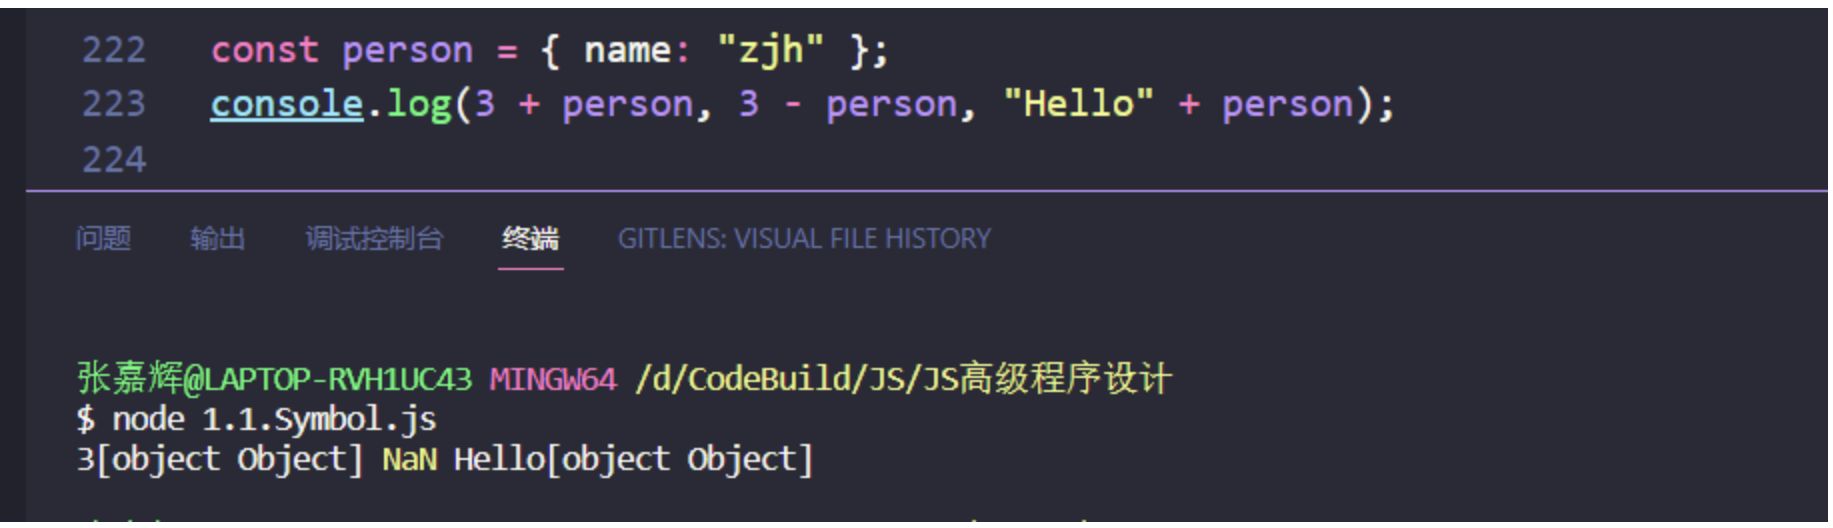 222 const person = { name: "zjh" };
223 console.log(3 + person, 3 - person, "Hello" + person);
224
问题 输出 调试控制台 终端 GITLENS: VISUAL FILE HISTORY
张嘉辉@LAPTOP-RVH1UC43 MINGW64 /d/CodeBuild/JS/JS高级程序设计
$ node 1.1.Symbol.js
3[object Object] NaN Hello[object Object]